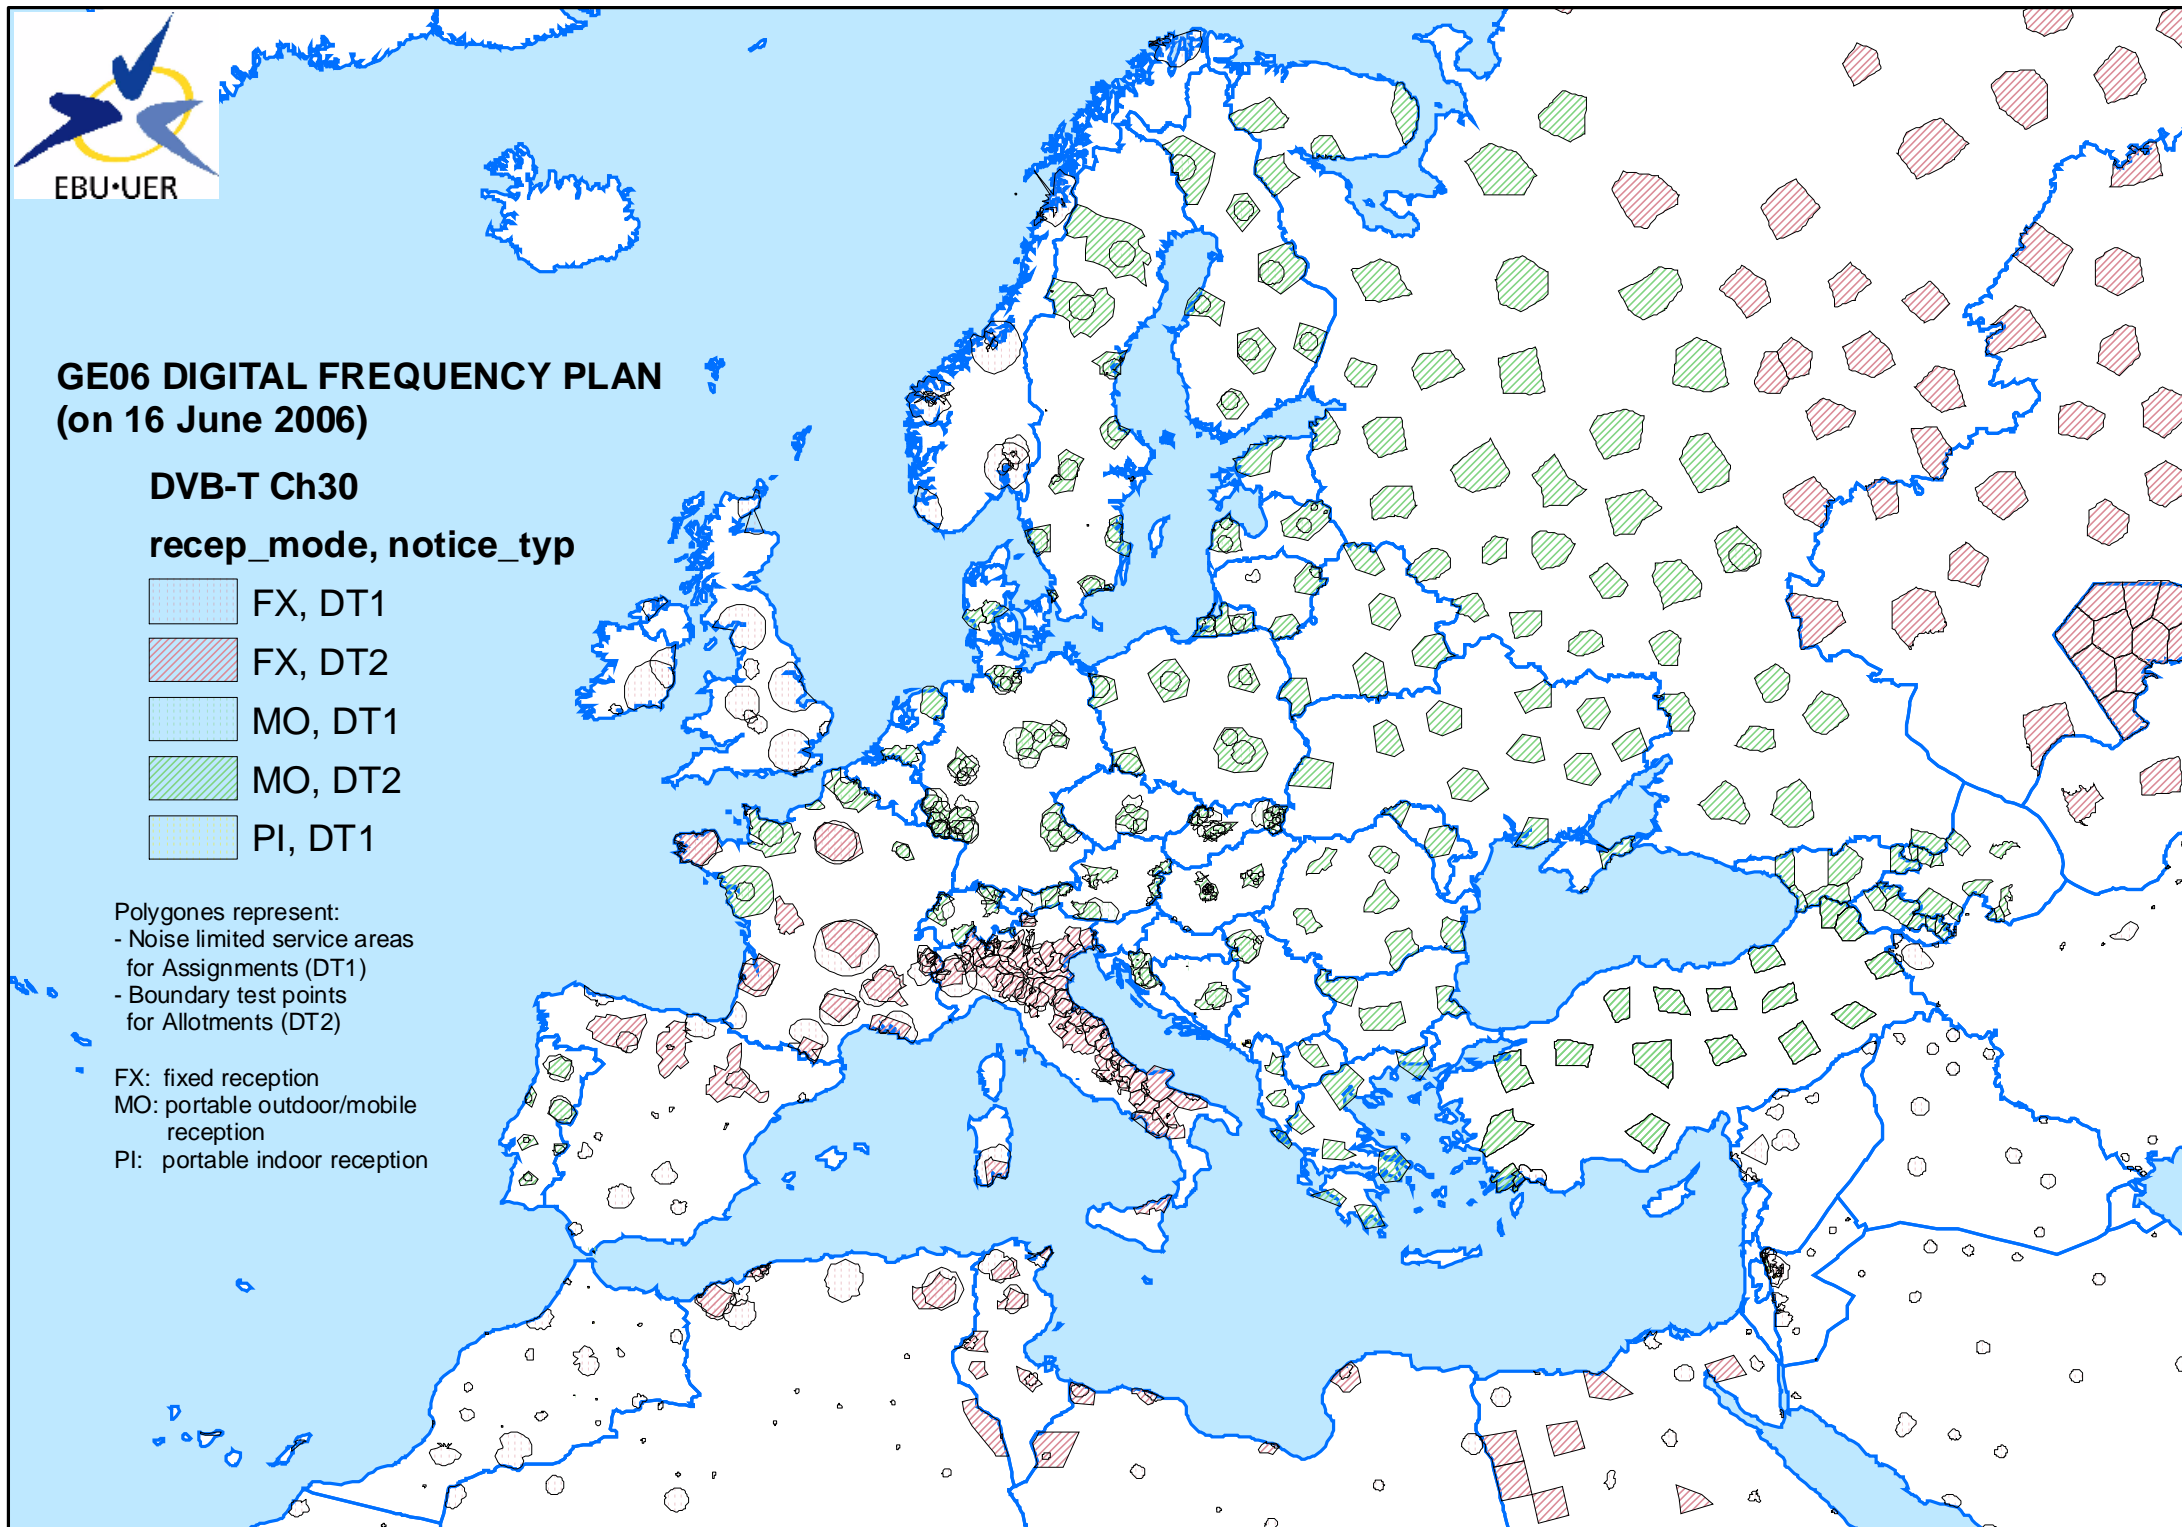 EBU•UER
GE06 DIGITAL FREQUENCY PLAN
(on 16 June 2006)
DVB-T Ch30
recep_mode, notice_typ
FX, DT1
FX, DT2
MO, DT1
MO, DT2
PI, DT1
Polygones represent:
- Noise limited service areas
for Assignments (DT1)
- Boundary test points
for Allotments (DT2)
FX: fixed reception
MO: portable outdoor/mobile
reception
PI: portable indoor reception